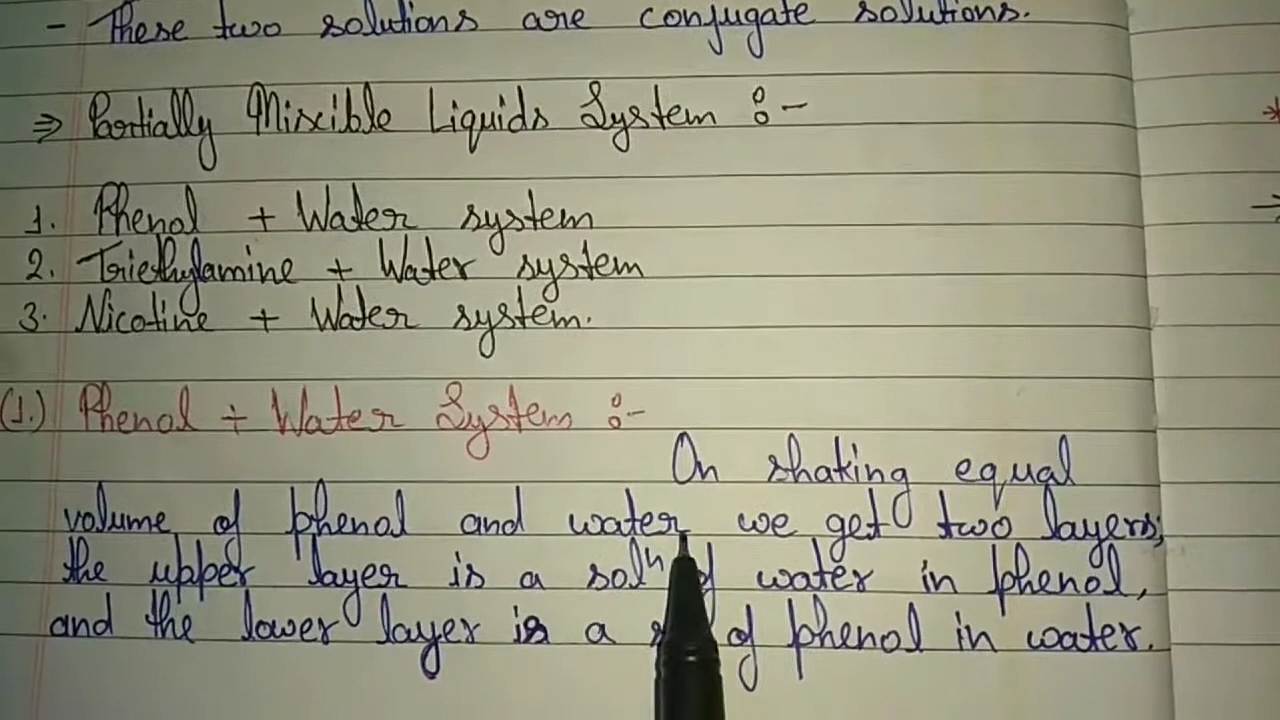 - These two solutions are conjugate solutions.
⇒ Partially Miscible Liquids System :-
1. Phenol + Water system
2. Triethylamine + Water system
3. Nicotine + Water system.
(1.) Phenol + Water System :-
On shaking equal
volume of phenol and water we get two layers;
the upper layer is a solⁿ of water in phenol,
and the lower layer is a of phenol in water.